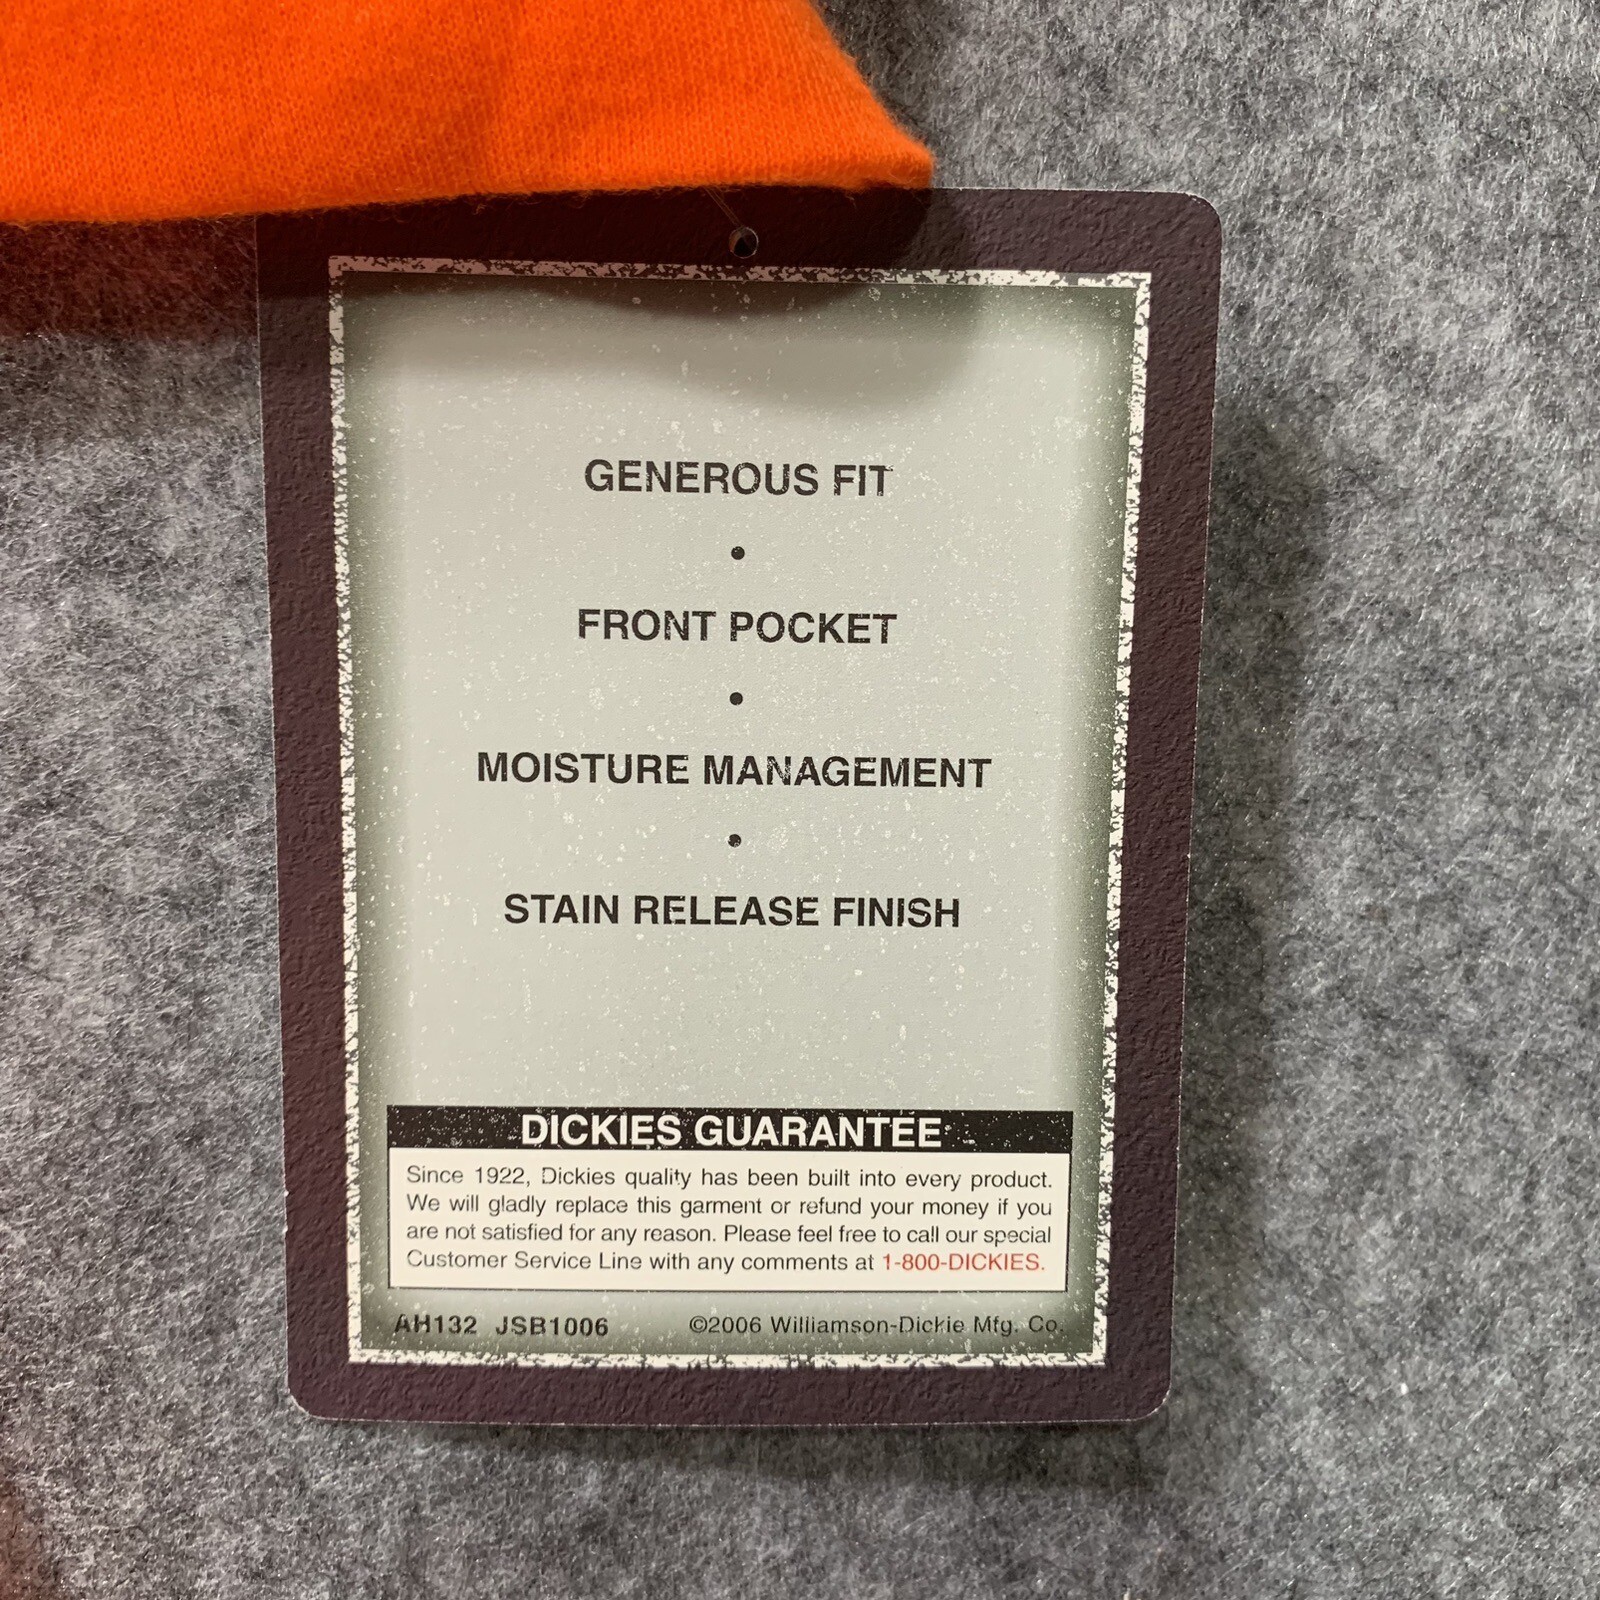 GENEROUS FIT
•
FRONT POCKET
•
MOISTURE MANAGEMENT
•
STAIN RELEASE FINISH
DICKIES GUARANTEE
Since 1922, Dickies quality has been built into every product.
We will gladly replace this garment or refund your money if you
are not satisfied for any reason. Please feel free to call our special
Customer Service Line with any comments at 1-800-DICKIES.
AH132 JSB1006 ©2006 Williamson-Dickie Mfg. Co.